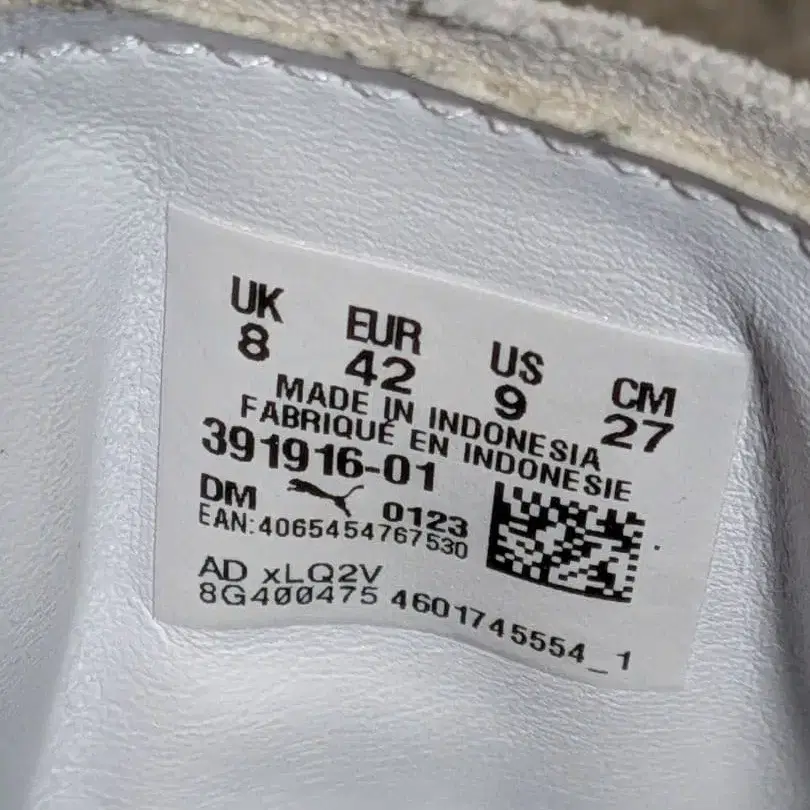 UK EUR US CM
8 42 9 27
MADE IN INDONESIA
FABRIQUÉ EN INDONESIE
391916-01
DM 0123
EAN:4065454767530
AD xLQ2V
8G400475 4601745554_1